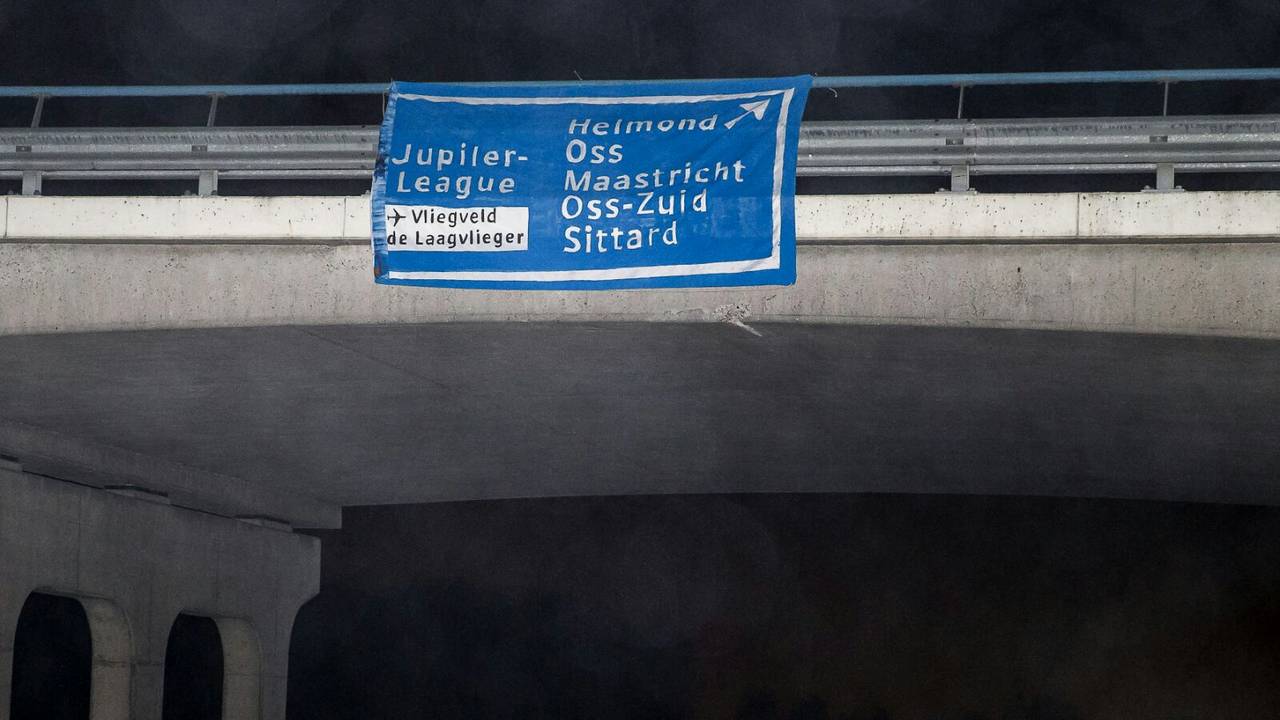 Jupiler-
League
Vliegveld
de Laagvlieger
Helmond
Oss
Maastricht
Oss-Zuid
Sittard